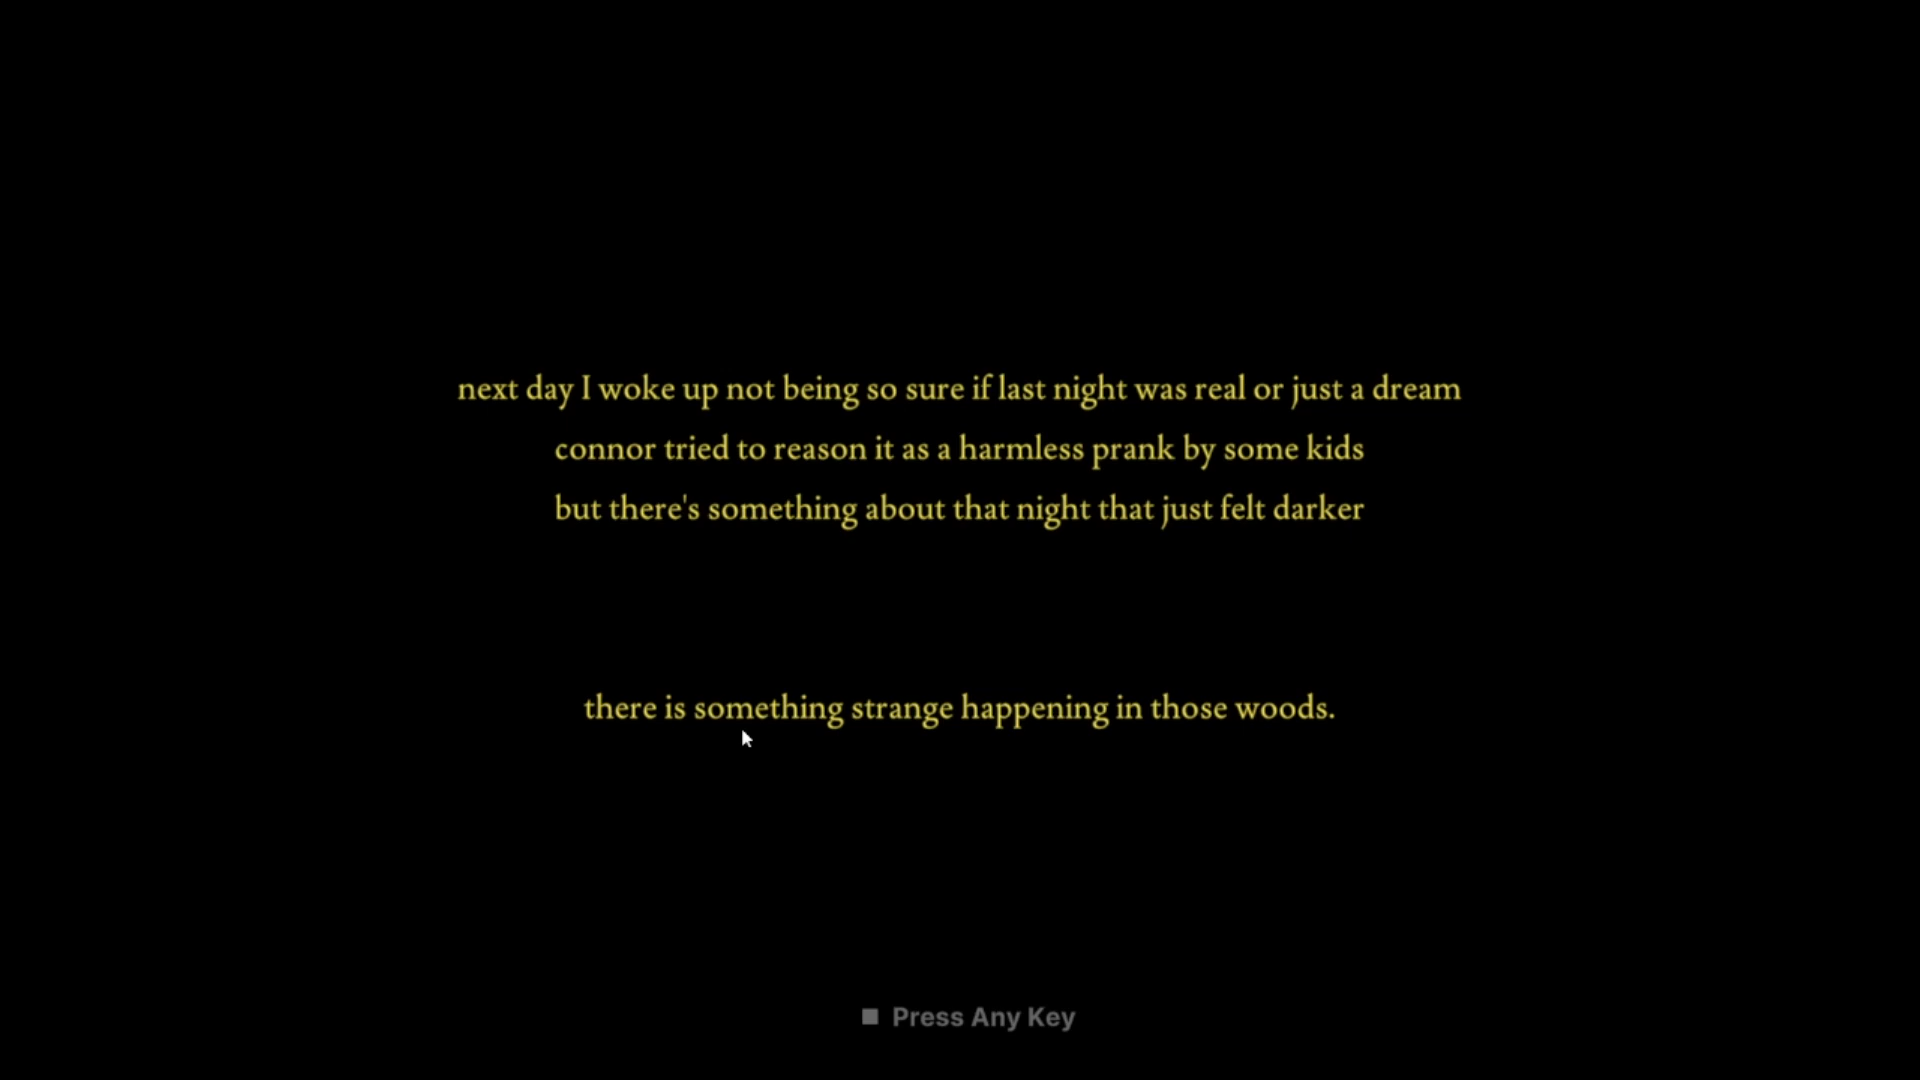 next day I woke up not being so sure if last night was real or just a dream
connor tried to reason it as a harmless prank by some kids
but there's something about that night that just felt darker
there is something strange happening in those woods.
Press Any Key